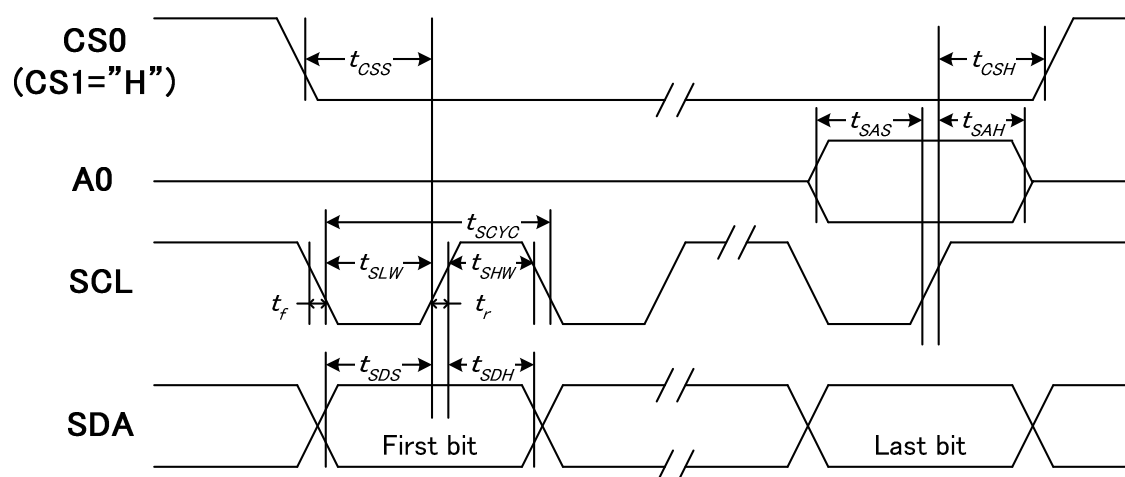 CS0
(CS1="H")
tCSS
tCSH
tSAS
tSAH
A0
tSCYC
SCL
tSLW
tSHW
tf
tr
tSDS
tSDH
SDA
First bit
Last bit